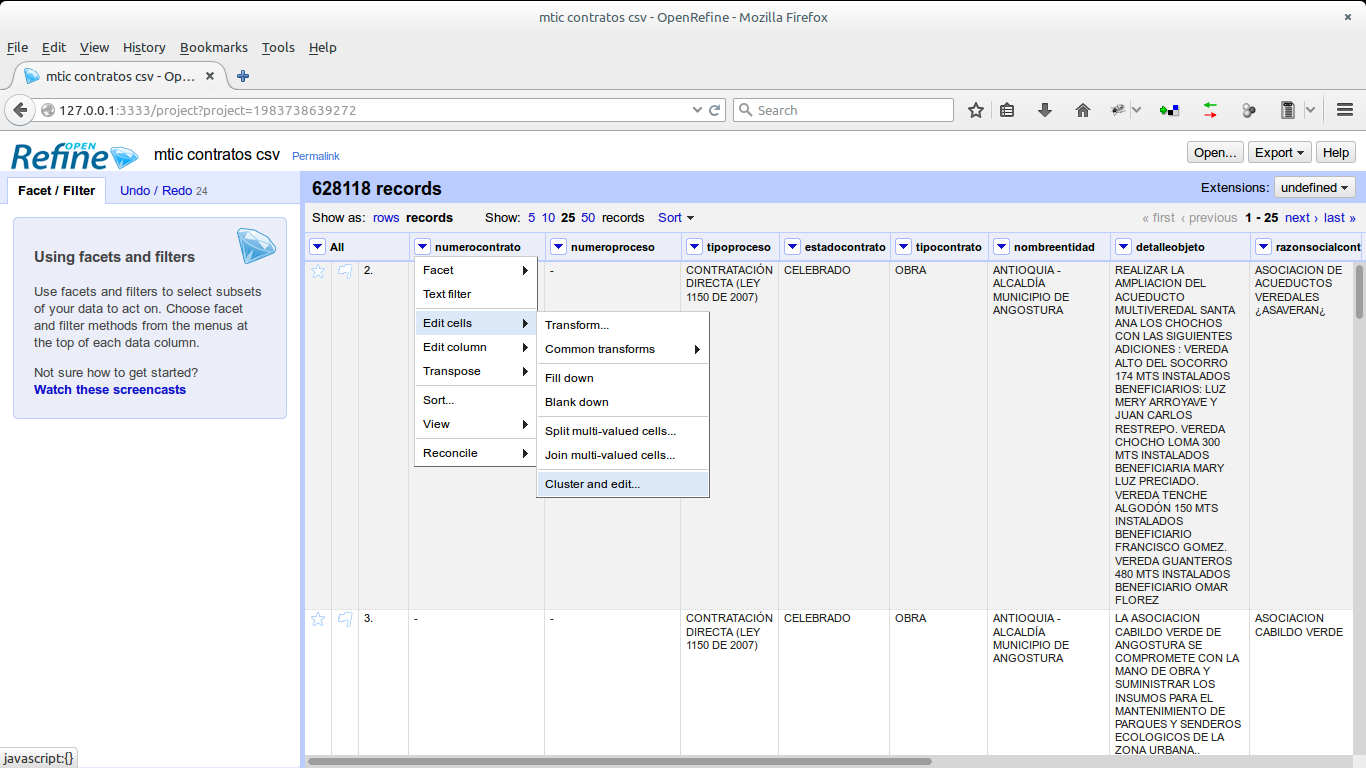 mtic contratos csv - OpenRefine - Mozilla Firefox
×
File Edit View History Bookmarks Tools Help
mtic contratos csv - Op... ×
127.0.0.1:3333/project?project=1983738639272
Search
OPEN
Refine
mtic contratos csv Permalink
Open... Export Help
Facet / Filter Undo / Redo 24
628118 records
Extensions: undefined
Show as: rows records Show: 5 10 25 50 records Sort
« first ‹ previous 1 - 25 next › last »
All numerocontrato numeroproceso tipoproceso estadocontrato tipocontrato nombreentidad detalleobjeto razonsocialcont
Using facets and filters
Use facets and filters to select subsets
of your data to act on. Choose facet
and filter methods from the menus at
the top of each data column.
Not sure how to get started?
Watch these screencasts
Facet
Text filter
Edit cells
Edit column
Transpose
Sort...
View
Reconcile
Transform...
Common transforms
Fill down
Blank down
Split multi-valued cells...
Join multi-valued cells...
Cluster and edit...
2.
-
CONTRATACIÓN
DIRECTA (LEY
1150 DE 2007)
CELEBRADO
OBRA
ANTIOQUIA -
ALCALDÍA
MUNICIPIO DE
ANGOSTURA
REALIZAR LA
AMPLIACION DEL
ACUEDUCTO
MULTIVEREDAL SANTA
ANA LOS CHOCHOS
CON LAS SIGUIENTES
ADICIONES : VEREDA
ALTO DEL SOCORRO
174 MTS INSTALADOS
BENEFICIARIOS: LUZ
MERY ARROYAVE Y
JUAN CARLOS
RESTREPO. VEREDA
CHOCHO LOMA 300
MTS INSTALADOS
BENEFICIARIA MARY
LUZ PRECIADO.
VEREDA TENCHE
ALGODÓN 150 MTS
INSTALADOS
BENEFICIARIO
FRANCISCO GOMEZ.
VEREDA GUANTEROS
480 MTS INSTALADOS
BENEFICIARIO OMAR
FLOREZ
ASOCIACION DE
ACUEDUCTOS
VEREDALES
¿ASAVERAN¿
3.
-
-
CONTRATACIÓN
DIRECTA (LEY
1150 DE 2007)
CELEBRADO
OBRA
ANTIOQUIA -
ALCALDÍA
MUNICIPIO DE
ANGOSTURA
LA ASOCIACION
CABILDO VERDE DE
ANGOSTURA SE
COMPROMETE CON LA
MANO DE OBRA Y
SUMINISTRAR LOS
INSUMOS PARA EL
MANTENIMIENTO DE
PARQUES Y SENDEROS
ECOLOGICOS DE LA
ZONA URBANA..
ASOCIACION
CABILDO VERDE
javascript:{}